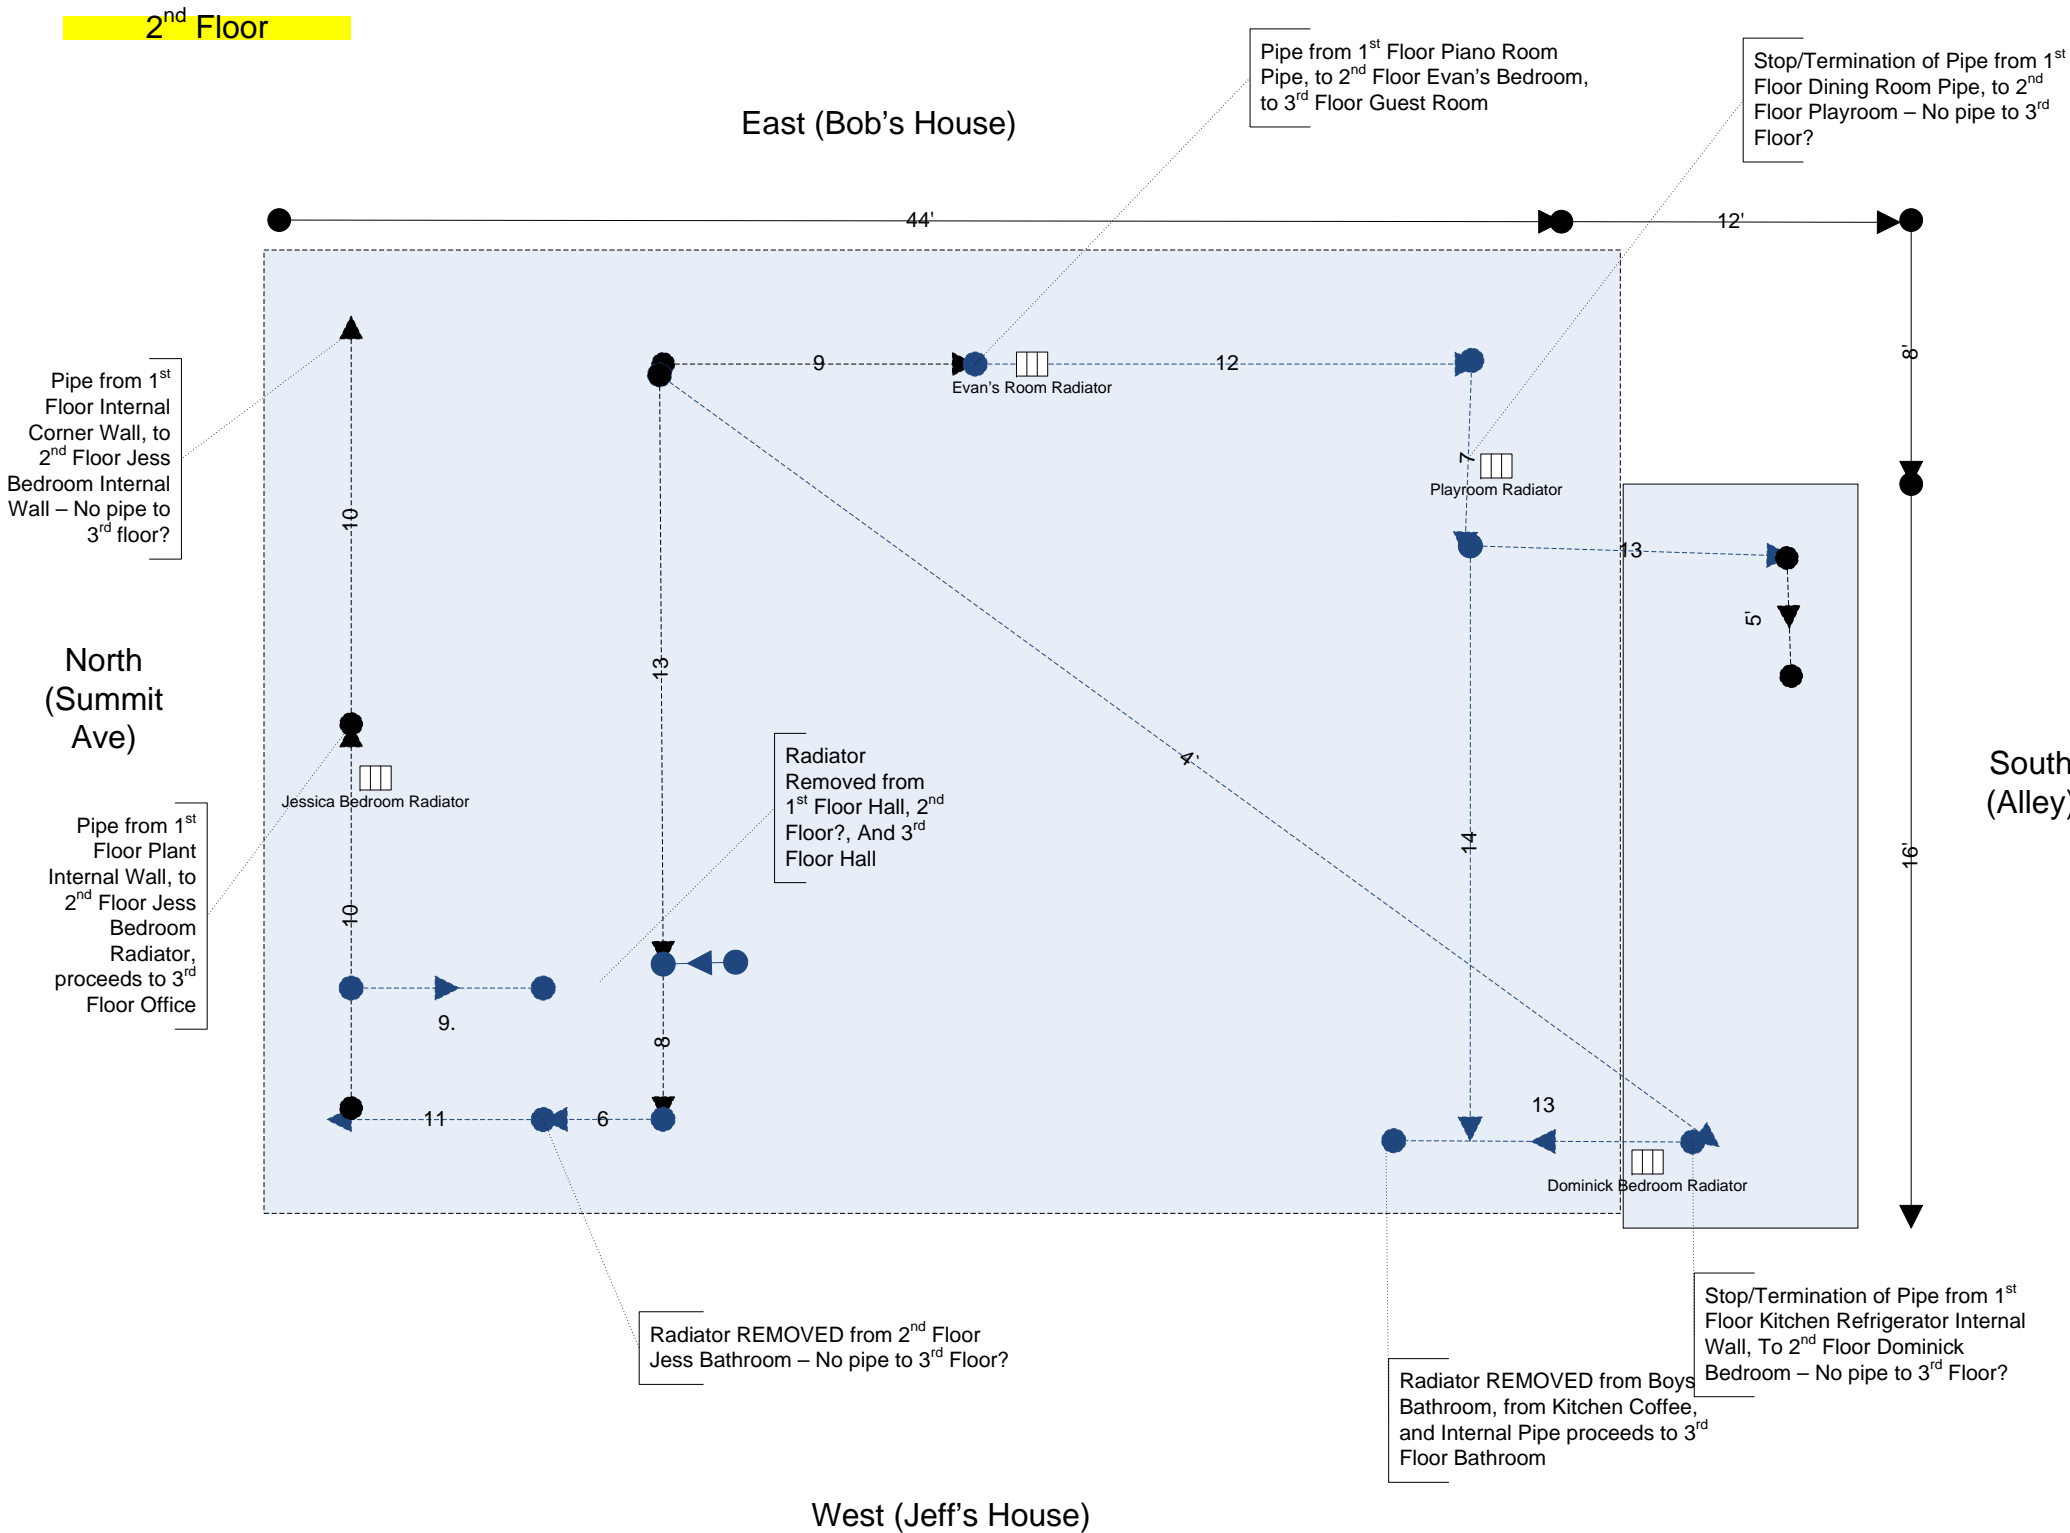 2nd Floor
East (Bob's House)
Pipe from 1st Floor Piano Room
Pipe, to 2nd Floor Evan's Bedroom,
to 3rd Floor Guest Room
Stop/Termination of Pipe from 1st
Floor Dining Room Pipe, to 2nd
Floor Playroom – No pipe to 3rd
Floor?
44'
12'
8'
16'
Pipe from 1st
Floor Internal
Corner Wall, to
2nd Floor Jess
Bedroom Internal
Wall – No pipe to
3rd floor?
9
Evan's Room Radiator
12
7
Playroom Radiator
10
13
13
5'
North
(Summit
Ave)
South
(Alley)
4'
14
Jessica Bedroom Radiator
Pipe from 1st
Floor Plant
Internal Wall, to
2nd Floor Jess
Bedroom
Radiator,
proceeds to 3rd
Floor Office
Radiator
Removed from
1st Floor Hall, 2nd
Floor?, And 3rd
Floor Hall
10
9.
8
11
6
13
Dominick Bedroom Radiator
Radiator REMOVED from 2nd Floor
Jess Bathroom – No pipe to 3rd Floor?
Radiator REMOVED from Boys
Bathroom, from Kitchen Coffee,
and Internal Pipe proceeds to 3rd
Floor Bathroom
Stop/Termination of Pipe from 1st
Floor Kitchen Refrigerator Internal
Wall, To 2nd Floor Dominick
Bedroom – No pipe to 3rd Floor?
West (Jeff's House)